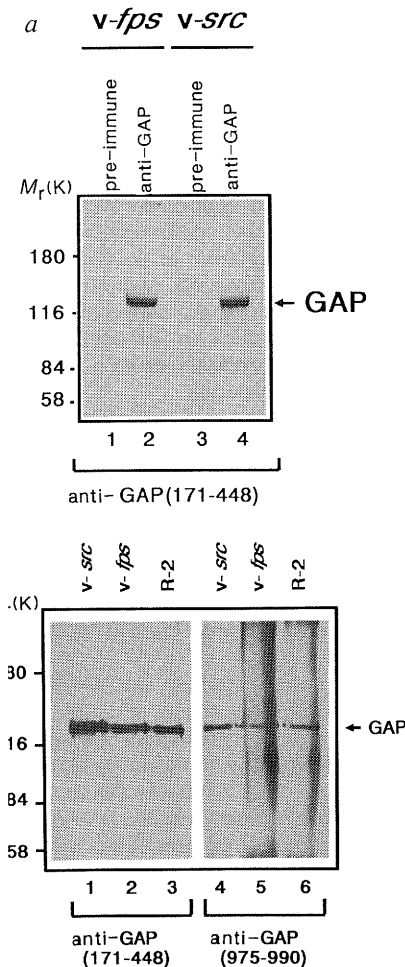 a
v-fps v-src
pre-immune anti-GAP pre-immune anti-GAP
Mr(K)
180
116
84
58
← GAP
1 2 3 4
anti-GAP(171-448)
v-src v-fps R-2 v-src v-fps R-2
.(K)
30
16
84
58
← GAP
1 2 3 4 5 6
anti-GAP anti-GAP
(171-448) (975-990)